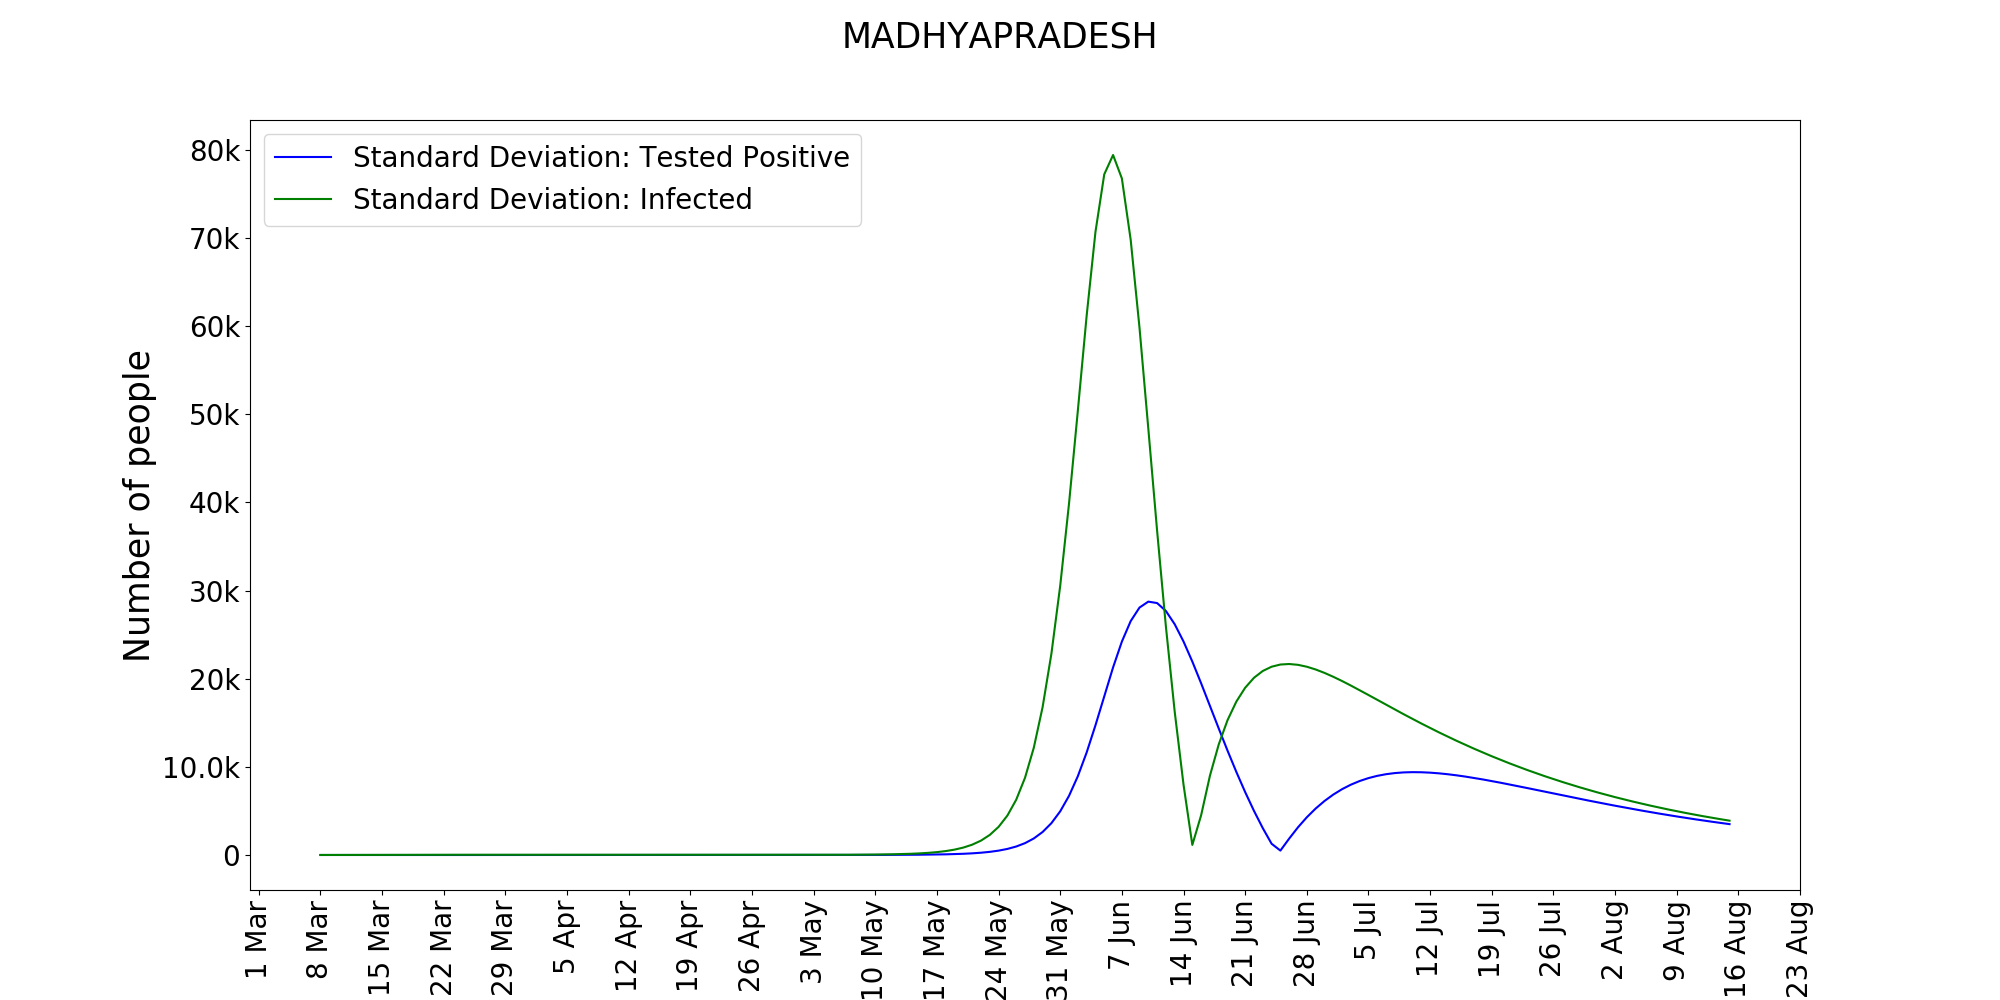 MADHYAPRADESH
Standard Deviation: Tested Positive
Standard Deviation: Infected
Number of people
80k
70k
60k
50k
40k
30k
20k
10.0k
0
1 Mar
8 Mar
15 Mar
22 Mar
29 Mar
5 Apr
12 Apr
19 Apr
26 Apr
3 May
10 May
17 May
24 May
31 May
7 Jun
14 Jun
21 Jun
28 Jun
5 Jul
12 Jul
19 Jul
26 Jul
2 Aug
9 Aug
16 Aug
23 Aug